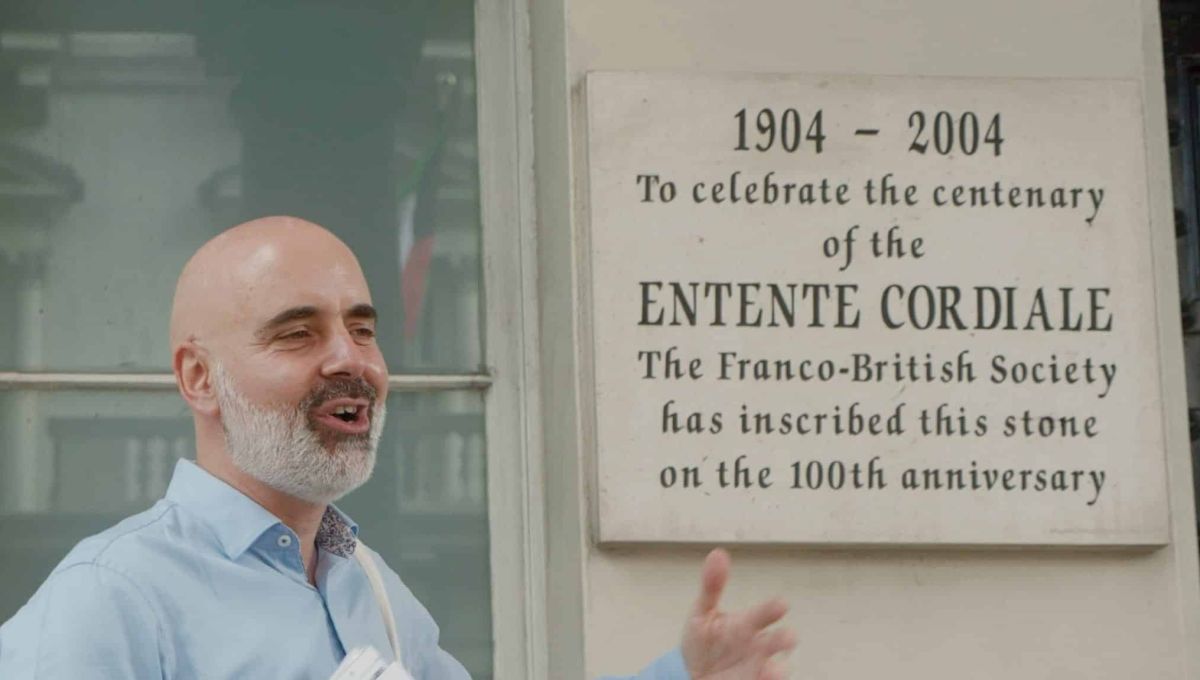 1904 – 2004
To celebrate the centenary
of the
ENTENTE CORDIALE
The Franco-British Society
has inscribed this stone
on the 100th anniversary